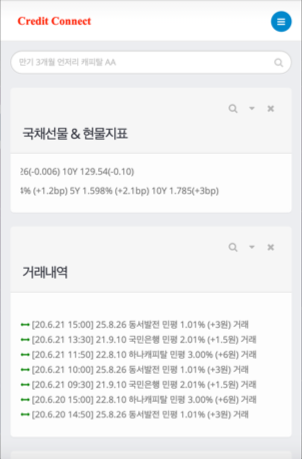 Credit Connect
만기 3개월 언저리 캐피탈 AA
국채선물 & 현물지표
26(-0.006) 10Y 129.54(-0.10)
4% (+1.2bp) 5Y 1.598% (+2.1bp) 10Y 1.785(+3bp)
거래내역
[20.6.21 15:00] 25.8.26 동서발전 민평 1.01% (+3원) 거래
[20.6.21 13:30] 21.9.10 국민은행 민평 2.01% (+1.5원) 거래
[20.6.21 11:50] 22.8.10 하나캐피탈 민평 3.00% (+6원) 거래
[20.6.21 10:00] 25.8.26 동서발전 민평 1.01% (+3원) 거래
[20.6.21 09:30] 21.9.10 국민은행 민평 2.01% (+1.5원) 거래
[20.6.20 15:00] 22.8.10 하나캐피탈 민평 3.00% (+6원) 거래
[20.6.20 14:50] 25.8.26 동서발전 민평 1.01% (+3원) 거래